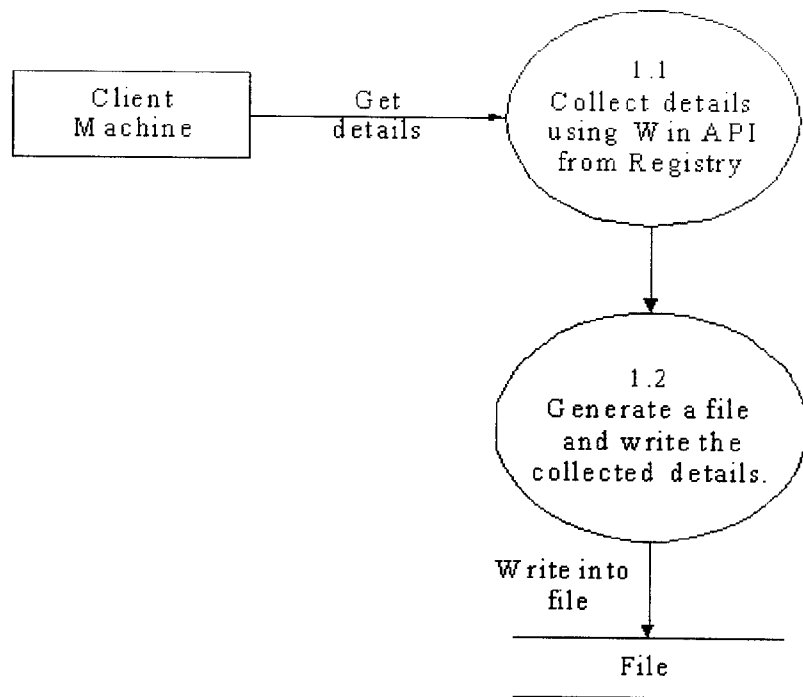 Client
Machine
Get
details
1.1
Collect details
using Win API
from Registry
1.2
Generate a file
and write the
collected details.
Write into
file
File